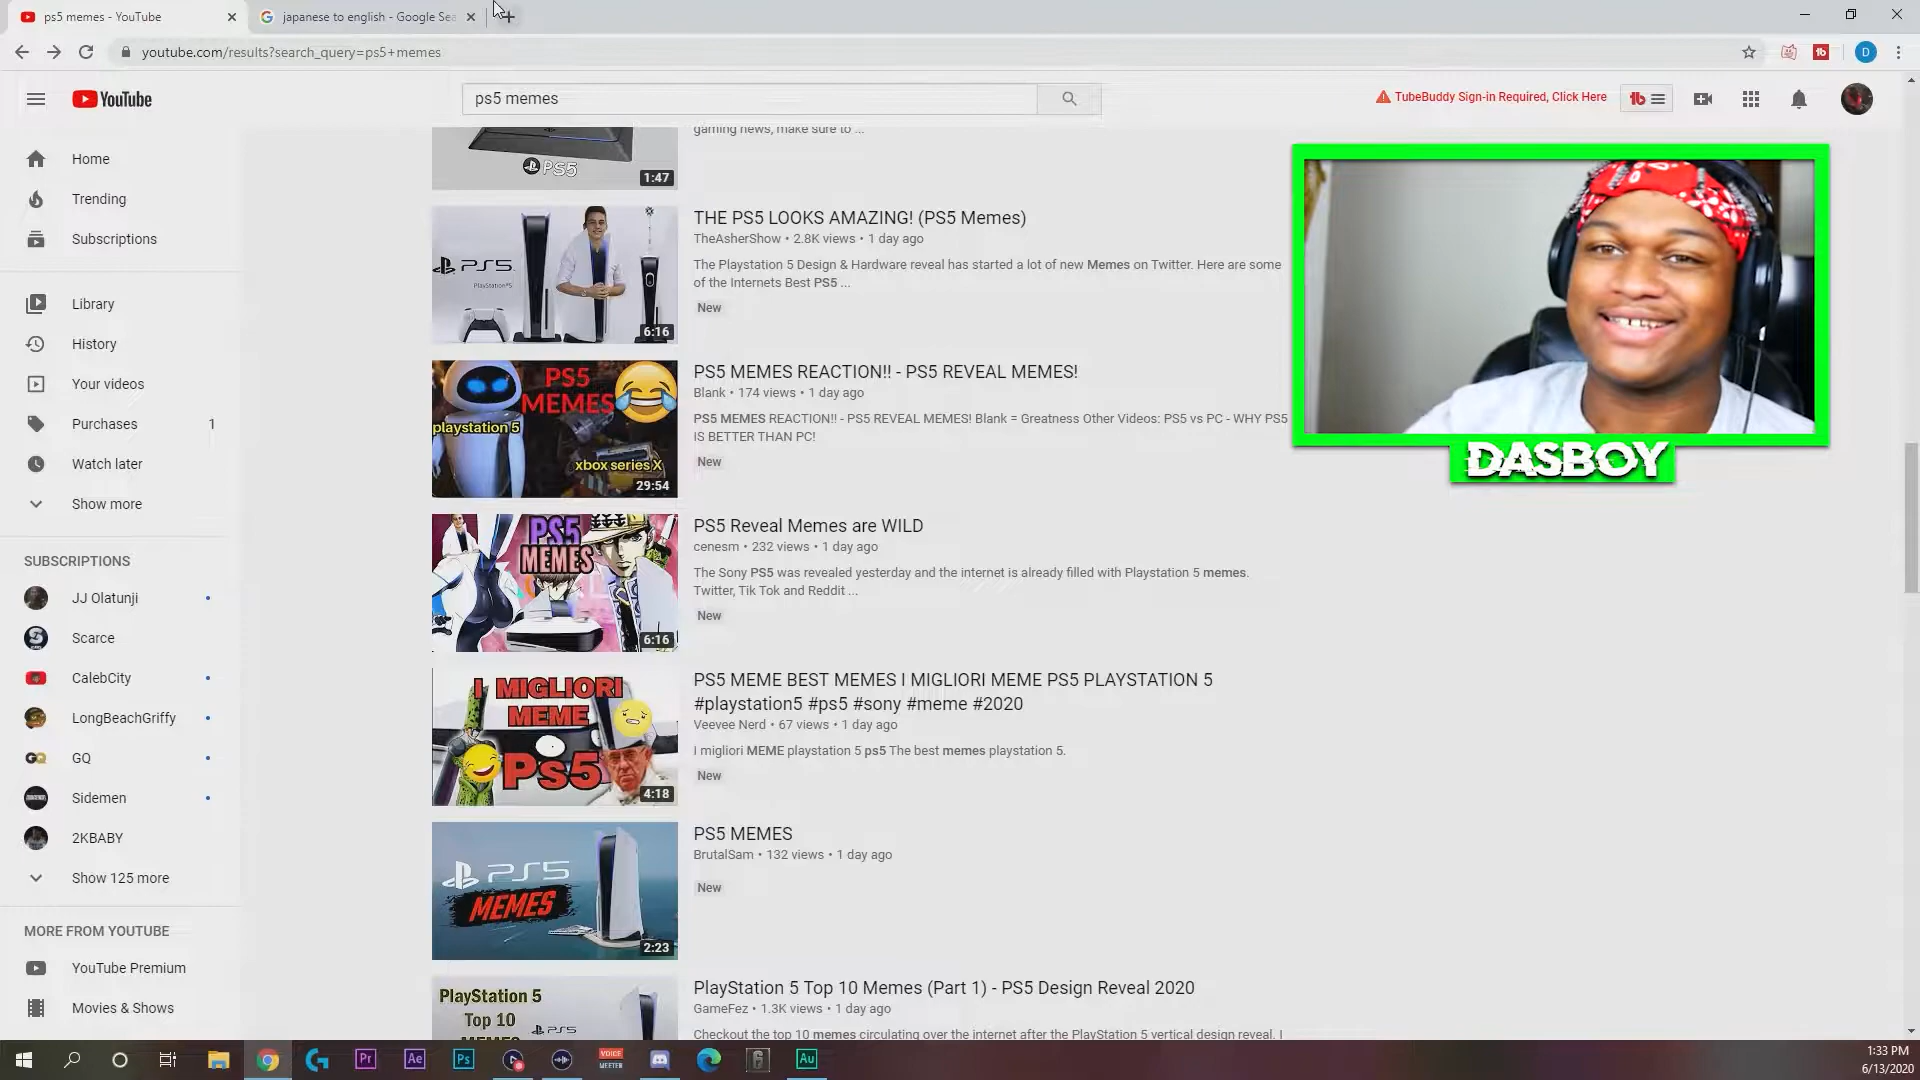 ps5 memes - YouTube
japanese to english - Google Sea
youtube.com/results?search_query=ps5+memes
YouTube
ps5 memes
TubeBuddy Sign-in Required, Click Here
tb
D
Home
Trending
Subscriptions
Library
History
Your videos
Purchases 1
Watch later
Show more
SUBSCRIPTIONS
JJ Olatunji
Scarce
CalebCity
LongBeachGriffy
GQ
Sidemen
2KBABY
Show 125 more
MORE FROM YOUTUBE
YouTube Premium
Movies & Shows
gaming news, make sure to ...
PS5
1:47
THE PS5 LOOKS AMAZING! (PS5 Memes)
TheAsherShow • 2.8K views • 1 day ago
The Playstation 5 Design & Hardware reveal has started a lot of new Memes on Twitter. Here are some
of the Internets Best PS5 ...
New
PS5
PlayStation 5
6:16
PS5 MEMES REACTION!! - PS5 REVEAL MEMES!
Blank • 174 views • 1 day ago
PS5 MEMES REACTION!! - PS5 REVEAL MEMES! Blank = Greatness Other Videos: PS5 vs PC - WHY PS5
IS BETTER THAN PC!
New
PS5
MEMES
playstation 5
xbox series X
29:54
PS5 Reveal Memes are WILD
cenesm • 232 views • 1 day ago
The Sony PS5 was revealed yesterday and the internet is already filled with Playstation 5 memes.
Twitter, Tik Tok and Reddit ...
New
PS5
MEMES
6:16
PS5 MEME BEST MEMES I MIGLIORI MEME PS5 PLAYSTATION 5
#playstation5 #ps5 #sony #meme #2020
Veevee Nerd • 67 views • 1 day ago
i migliori MEME playstation 5 ps5 The best memes playstation 5.
New
I MIGLIORI
MEME
Ps5
4:18
PS5 MEMES
BrutalSam • 132 views • 1 day ago
New
PS5
MEMES
2:23
PlayStation 5 Top 10 Memes (Part 1) - PS5 Design Reveal 2020
GameFez • 1.3K views • 1 day ago
Checkout the top 10 memes circulating over the internet after the PlayStation 5 vertical design reveal. I
PlayStation 5
Top 10
PS5
DASBOY
Pr
Ae
Ps
VOICE
MEETER
Au
1:33 PM
6/13/2020